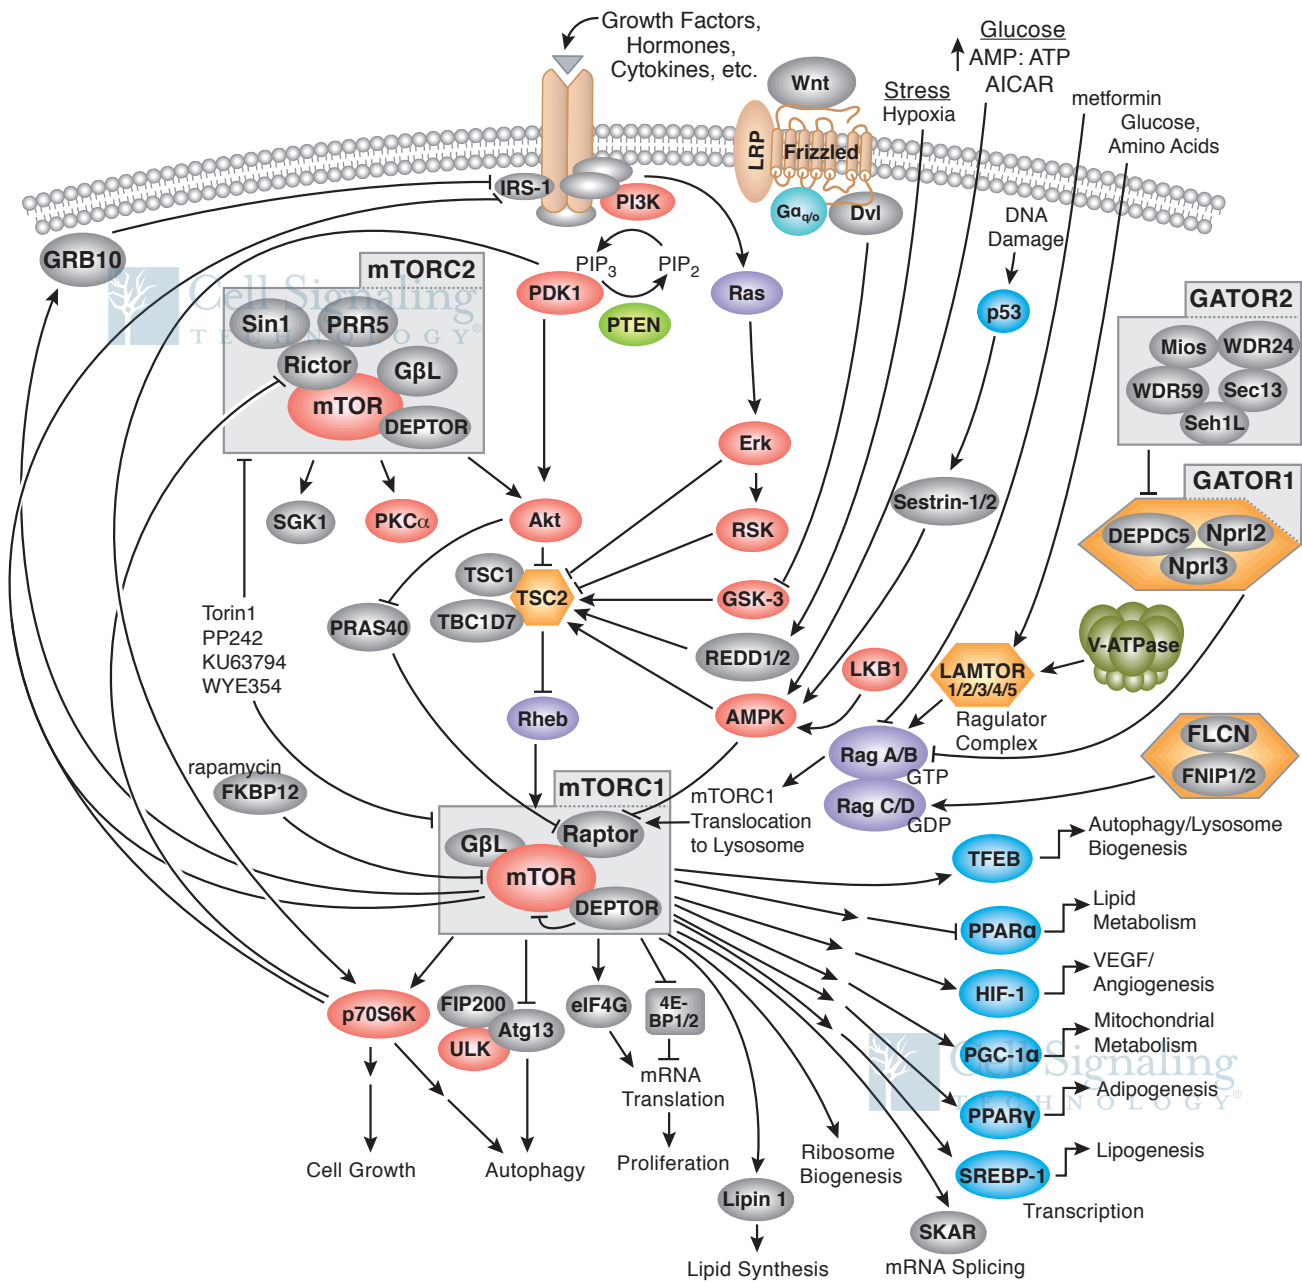 Growth Factors,
Hormones,
Cytokines, etc.
Glucose
AMP: ATP
AICAR
Stress
Hypoxia
metformin
Glucose,
Amino Acids
Wnt
LRP
Frizzled
Gαq/o
Dvl
IRS-1
PI3K
GRB10
PIP3
PIP2
PDK1
PTEN
Ras
DNA
Damage
p53
Cell Signaling
TECHNOLOGY®
mTORC2
Sin1
PRR5
Rictor
GβL
mTOR
DEPTOR
GATOR2
Mios
WDR24
WDR59
Sec13
Seh1L
GATOR1
DEPDC5
Nprl2
Nprl3
Erk
RSK
GSK-3
REDD1/2
Sestrin-1/2
SGK1
PKCα
Akt
TSC1
TSC2
TBC1D7
PRAS40
Torin1
PP242
KU63794
WYE354
LKB1
AMPK
LAMTOR
1/2/3/4/5
Ragulator
Complex
V-ATPase
Rheb
Rag A/B
GTP
Rag C/D
GDP
FLCN
FNIP1/2
rapamycin
FKBP12
mTORC1
mTORC1
Translocation
to Lysosome
GβL
Raptor
mTOR
DEPTOR
TFEB
Autophagy/Lysosome
Biogenesis
PPARα
Lipid
Metabolism
HIF-1
VEGF/
Angiogenesis
PGC-1α
Mitochondrial
Metabolism
PPARγ
Adipogenesis
SREBP-1
Lipogenesis
Transcription
Cell Signaling
TECHNOLOGY®
p70S6K
FIP200
Atg13
ULK
eIF4G
4E-
BP1/2
mRNA
Translation
Cell Growth
Autophagy
Proliferation
Ribosome
Biogenesis
Lipin 1
SKAR
Lipid Synthesis
mRNA Splicing